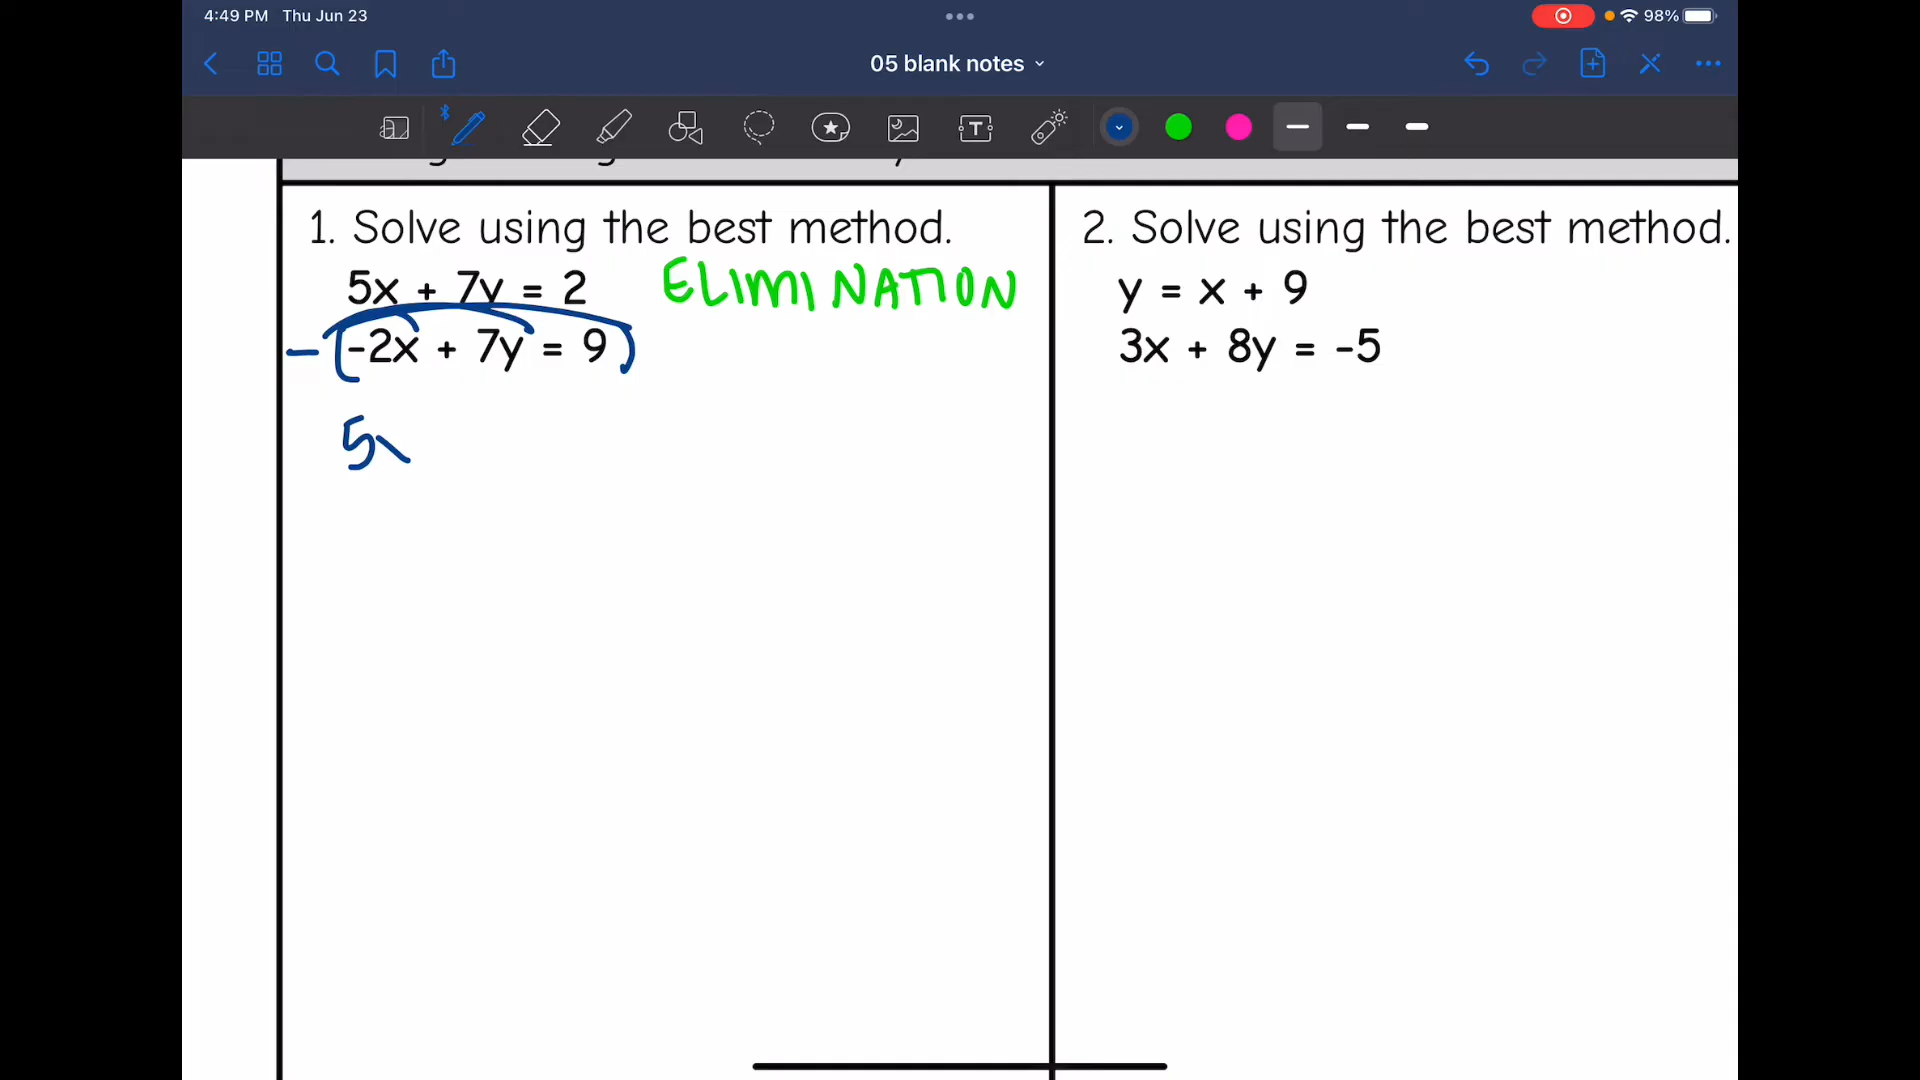 4:49 PM Thu Jun 23
98%
05 blank notes
1. Solve using the best method.
5x + 7y = 2 ELIMINATION
-(-2x + 7y = 9)
5
2. Solve using the best method.
y = x + 9
3x + 8y = -5